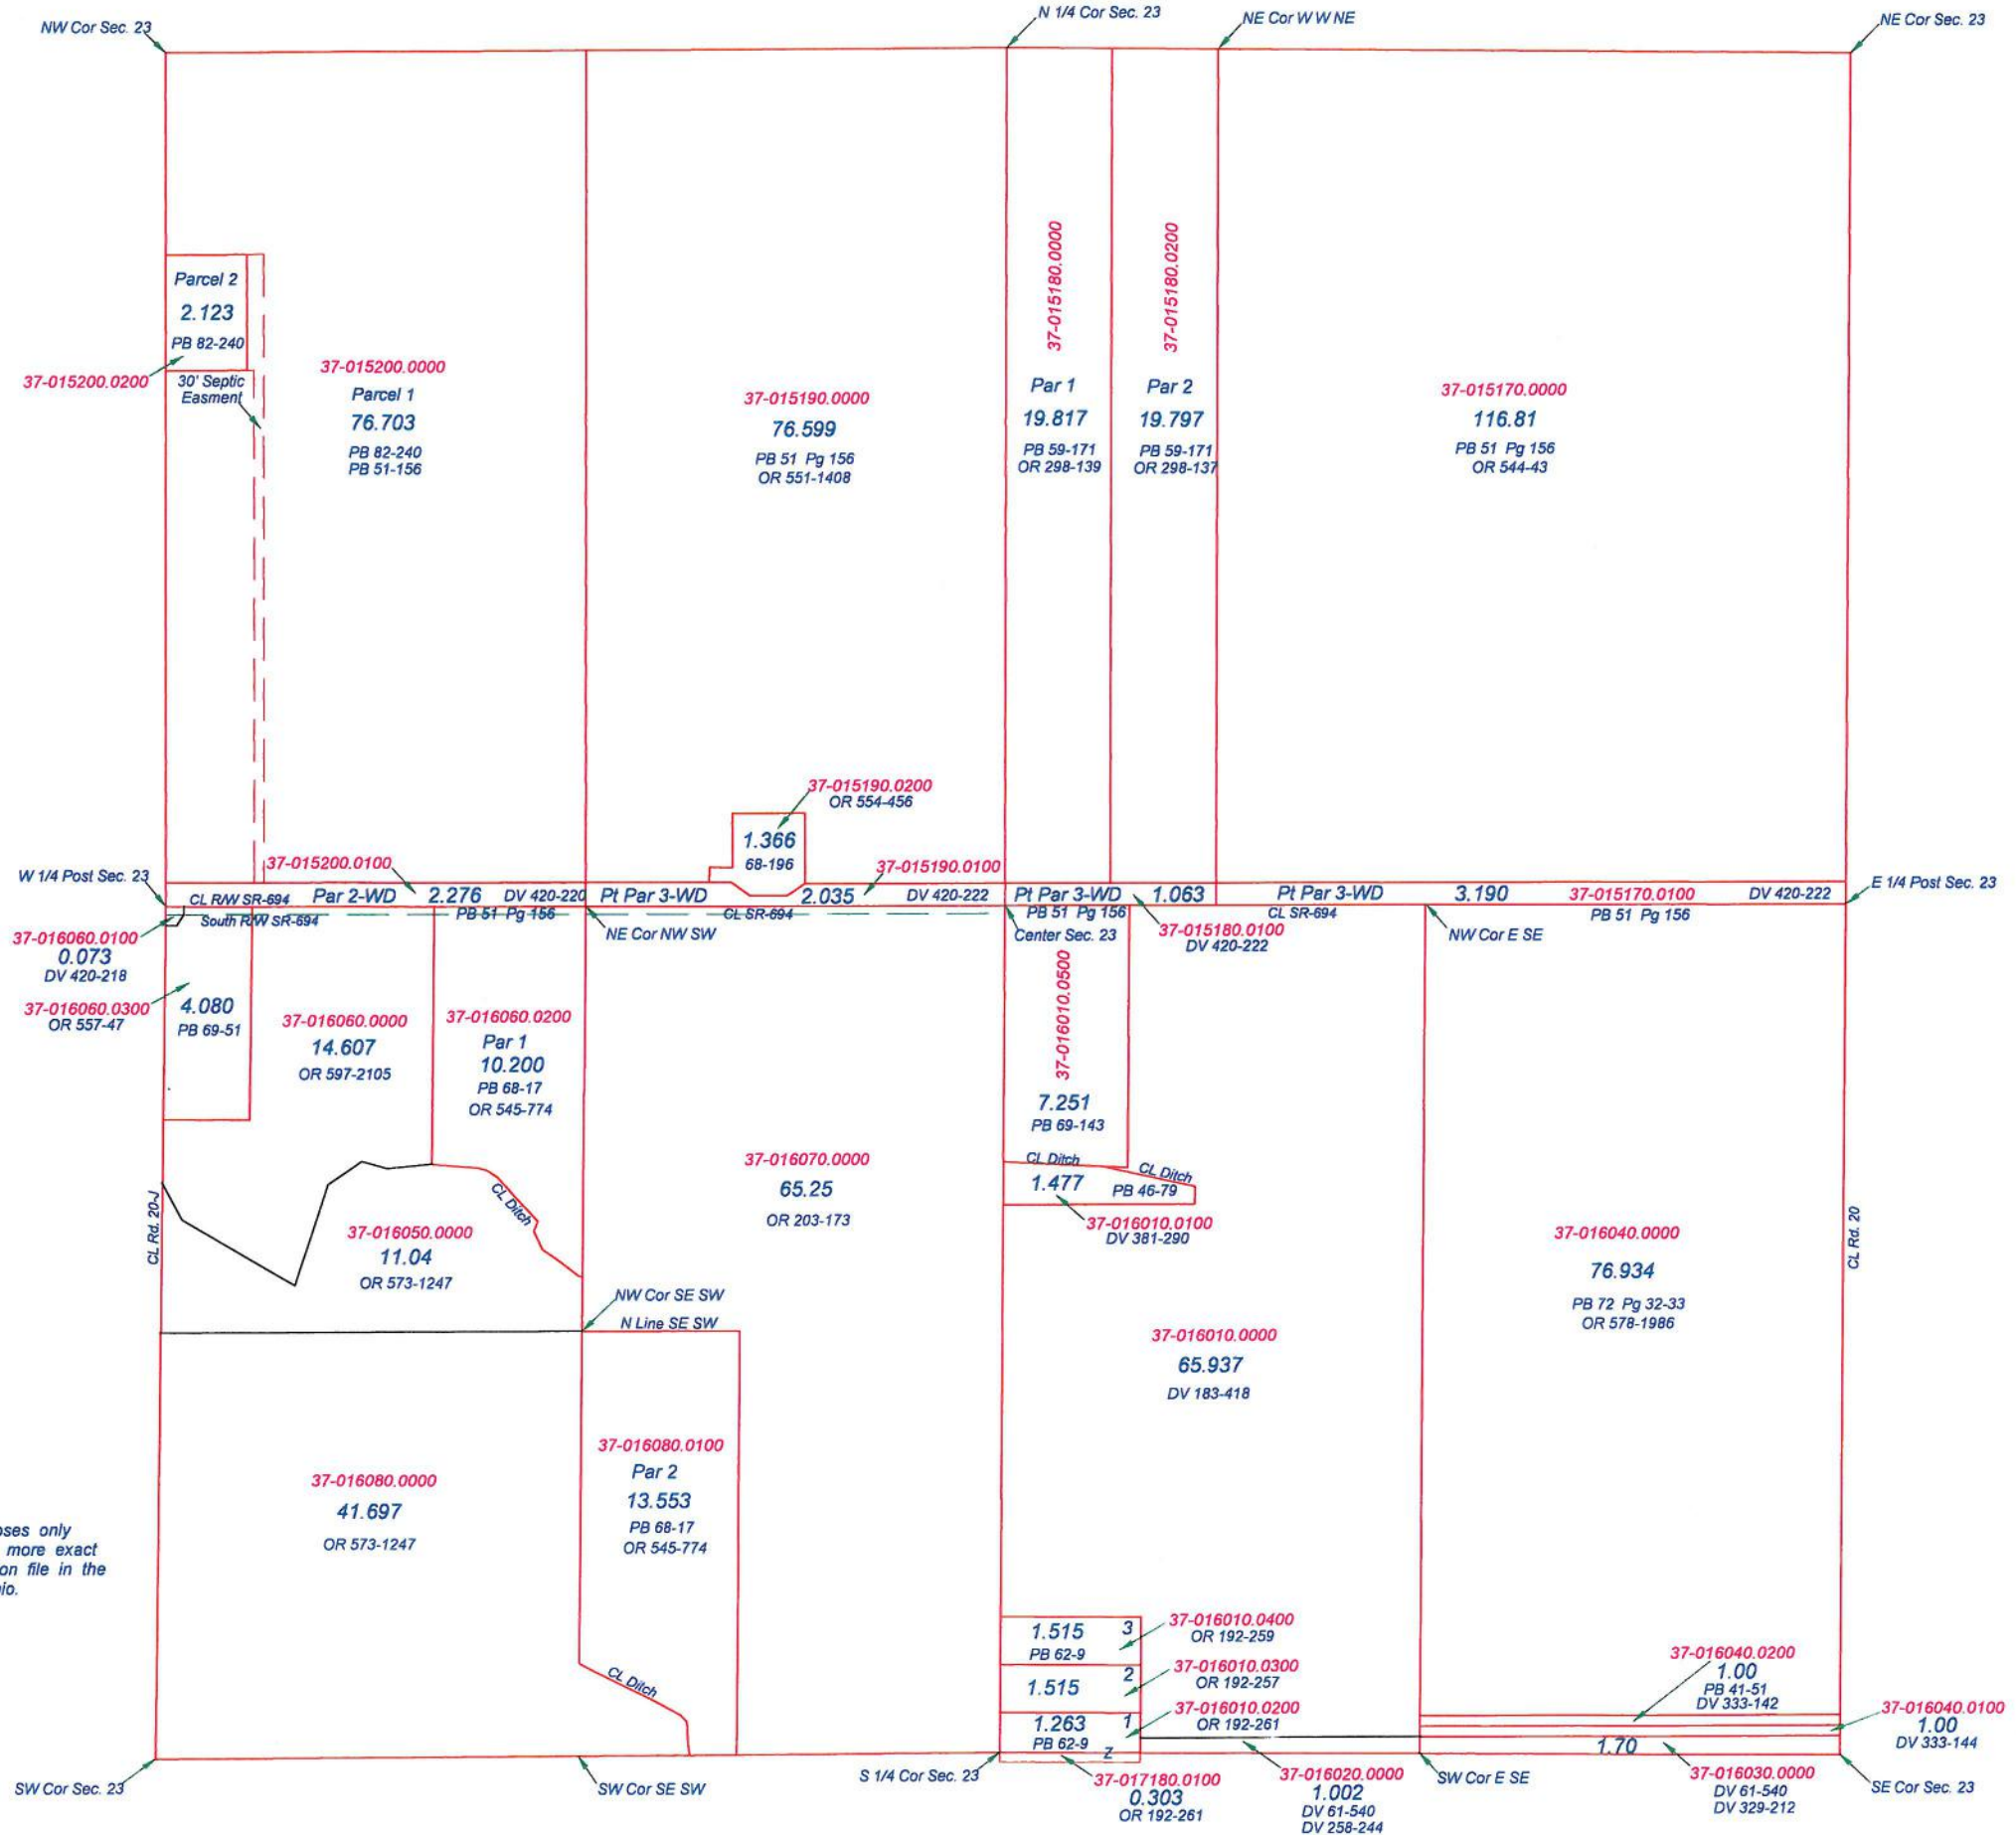 NW Cor Sec. 23
N 1/4 Cor Sec. 23
NE Cor W W NE
NE Cor Sec. 23
Parcel 2
2.123
PB 82-240
37-015200.0200
30' Septic
Easment
37-015200.0000
Parcel 1
76.703
PB 82-240
PB 51-156
37-015190.0000
76.599
PB 51 Pg 156
OR 551-1408
37-015180.0000
Par 1
19.817
PB 59-171
OR 298-139
37-015180.0200
Par 2
19.797
PB 59-171
OR 298-137
37-015170.0000
116.81
PB 51 Pg 156
OR 544-43
37-015190.0200
OR 554-456
1.366
68-196
37-015200.0100
37-015190.0100
W 1/4 Post Sec. 23
E 1/4 Post Sec. 23
CL R/W SR-694
Par 2-WD
2.276
DV 420-220
Pt Par 3-WD
2.035
DV 420-222
Pt Par 3-WD
1.063
Pt Par 3-WD
3.190
37-015170.0100
DV 420-222
South R/W SR-694
PB 51 Pg 156
CL SR-694
PB 51 Pg 156
CL SR-694
PB 51 Pg 156
NE Cor NW SW
Center Sec. 23
37-015180.0100
DV 420-222
NW Cor E SE
37-016060.0100
0.073
DV 420-218
37-016060.0300
OR 557-47
4.080
PB 69-51
37-016060.0000
14.607
OR 597-2105
37-016060.0200
Par 1
10.200
PB 68-17
OR 545-774
37-016010.0500
7.251
PB 69-143
CL Ditch
CL Ditch
1.477
PB 46-79
37-016010.0100
DV 381-290
37-016070.0000
65.25
OR 203-173
CL Rd. 20-J
CL Ditch
37-016050.0000
11.04
OR 573-1247
37-016040.0000
76.934
PB 72 Pg 32-33
OR 578-1986
CL Rd. 20
NW Cor SE SW
N Line SE SW
37-016010.0000
65.937
DV 183-418
37-016080.0000
41.697
OR 573-1247
37-016080.0100
Par 2
13.553
PB 68-17
OR 545-774
CL Ditch
oses only
more exact
on file in the
io.
1.515
3
PB 62-9
37-016010.0400
OR 192-259
1.515
2
37-016010.0300
OR 192-257
1.263
1
PB 62-9
Z
37-016010.0200
OR 192-261
37-016040.0200
1.00
PB 41-51
DV 333-142
37-016040.0100
1.00
DV 333-144
1.70
SW Cor Sec. 23
SW Cor SE SW
S 1/4 Cor Sec. 23
37-017180.0100
0.303
OR 192-261
37-016020.0000
1.002
DV 61-540
DV 258-244
SW Cor E SE
37-016030.0000
DV 61-540
DV 329-212
SE Cor Sec. 23